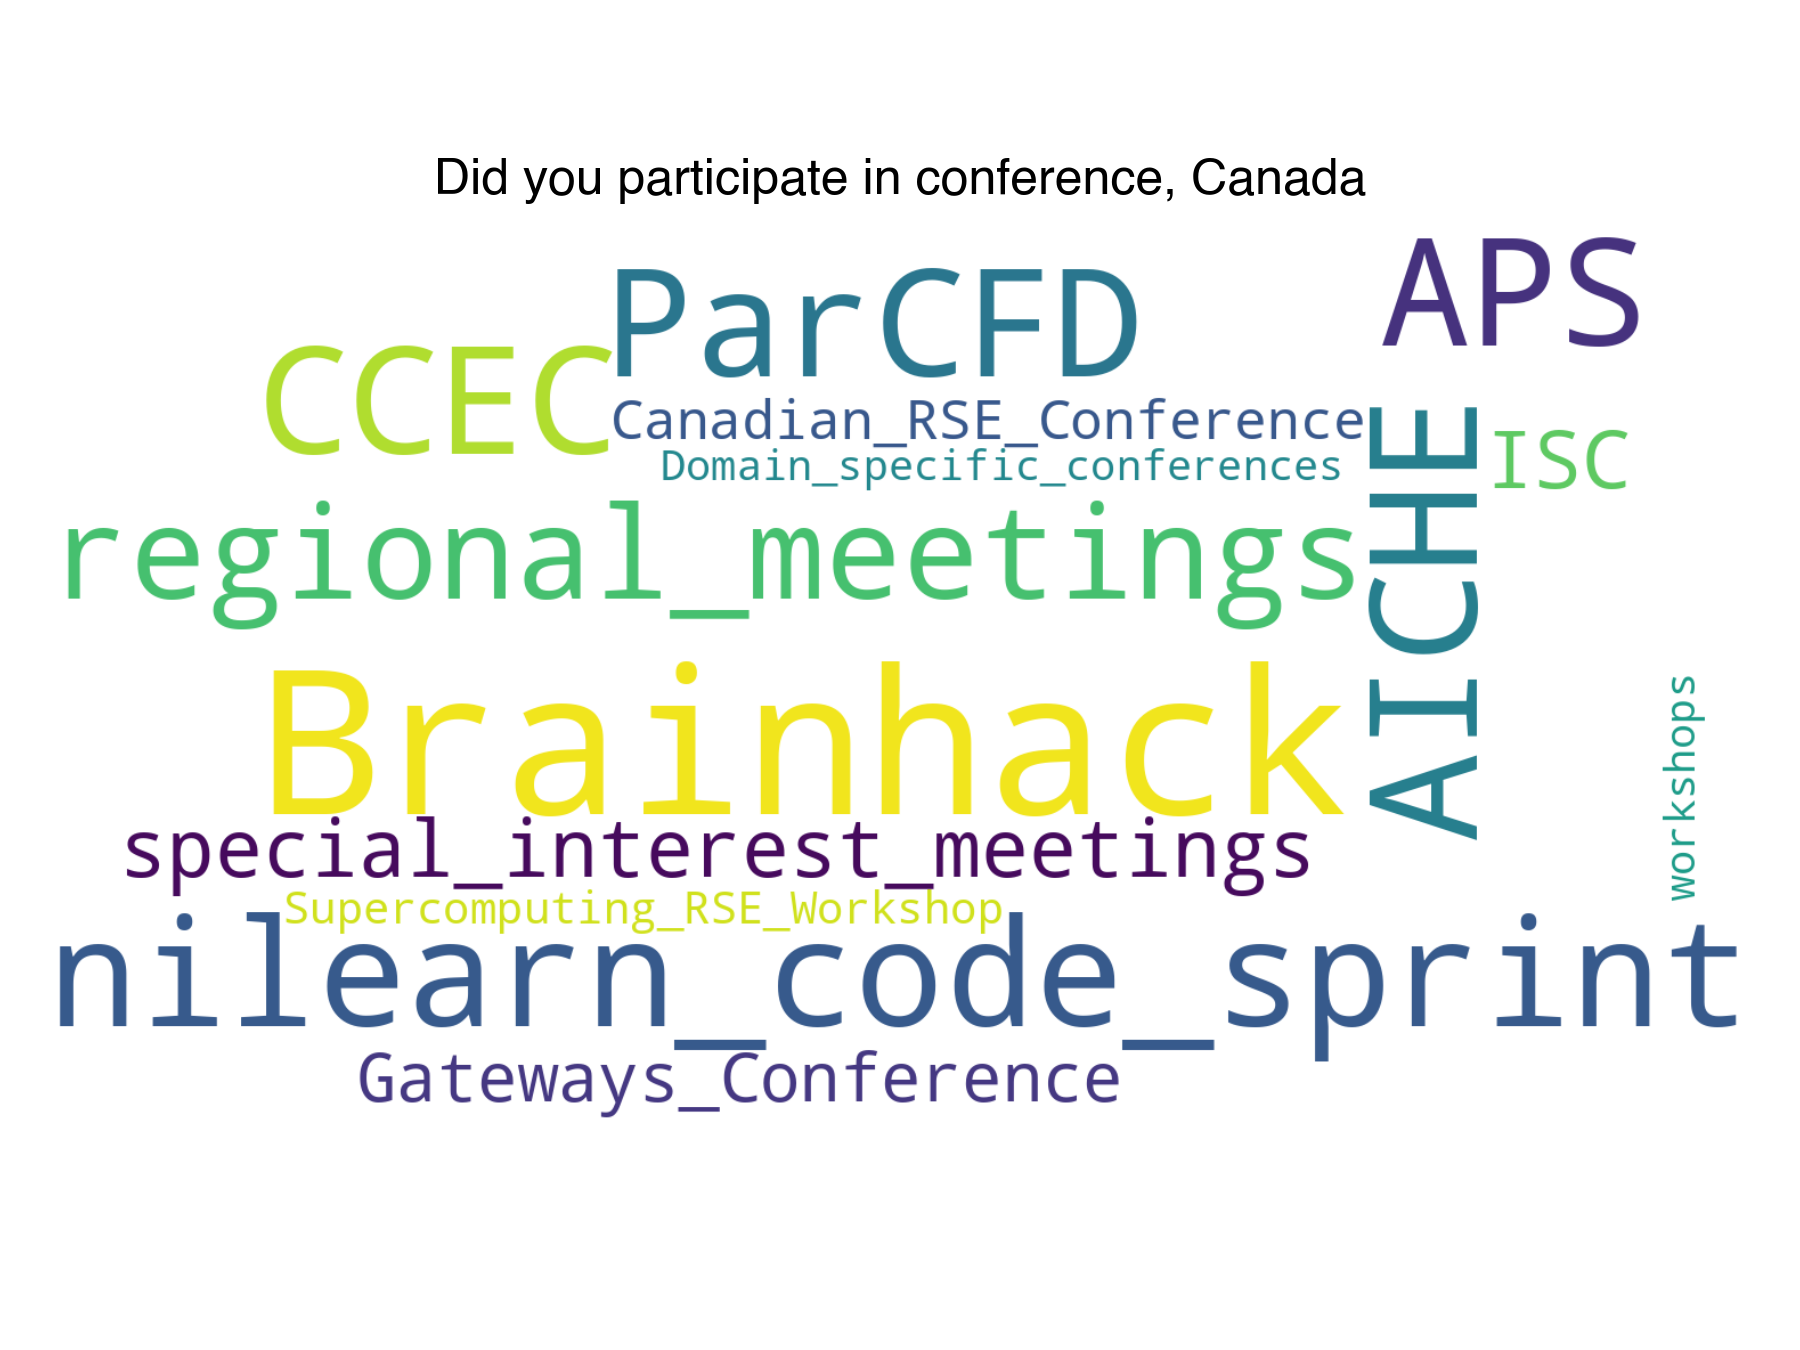 Did you participate in conference, Canada
APS
ParCFD
CCEC
Canadian_RSE_Conference
ISC
Domain_specific_conferences
AICHE
regional_meetings
Brainhack
workshops
special_interest_meetings
Supercomputing_RSE_Workshop
nilearn_code_sprint
Gateways_Conference